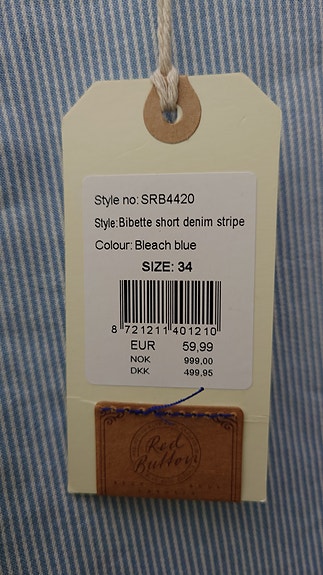 Style no: SRB4420
Style: Bibette short denim stripe
Colour: Bleach blue
SIZE: 34
8 721211 401210
EUR 59,99
NOK 999,00
DKK 499,95
Red
Button